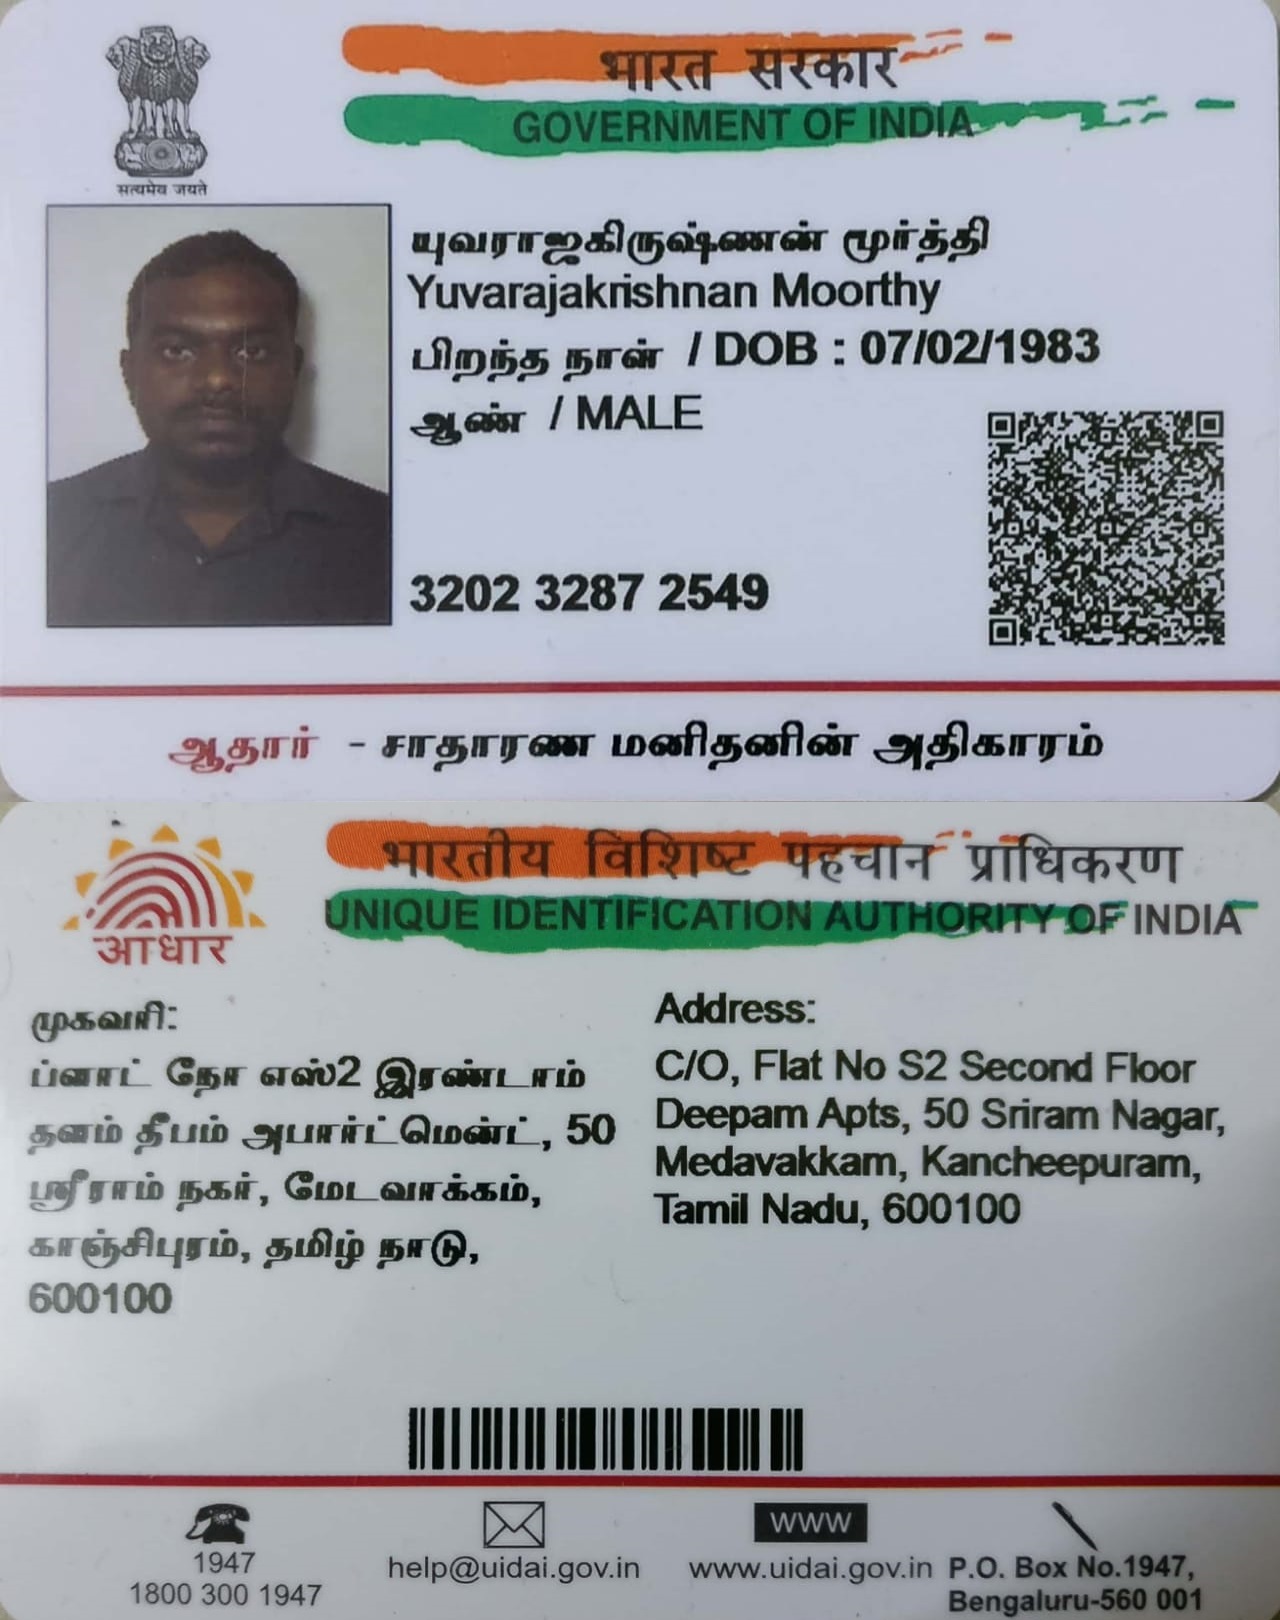 सत्यमेव जयते
भारत सरकार
GOVERNMENT OF INDIA
யுவராஜகிருஷ்ணன் மூர்த்தி
Yuvarajakrishnan Moorthy
பிறந்த நாள் / DOB : 07/02/1983
ஆண் / MALE
3202 3287 2549
ஆதார் - சாதாரண மனிதனின் அதிகாரம்
आधार
भारतीय विशिष्ट पहचान प्राधिकरण
UNIQUE IDENTIFICATION AUTHORITY OF INDIA
முகவரி:
ப்ளாட் நோ எஸ்2 இரண்டாம்
தளம் தீபம் அபார்ட்மென்ட், 50
ஸ்ரீராம் நகர், மேடவாக்கம்,
காஞ்சிபுரம், தமிழ் நாடு,
600100
Address:
C/O, Flat No S2 Second Floor
Deepam Apts, 50 Sriram Nagar,
Medavakkam, Kancheepuram,
Tamil Nadu, 600100
1947
1800 300 1947
help@uidai.gov.in
WWW
www.uidai.gov.in
P.O. Box No.1947,
Bengaluru-560 001